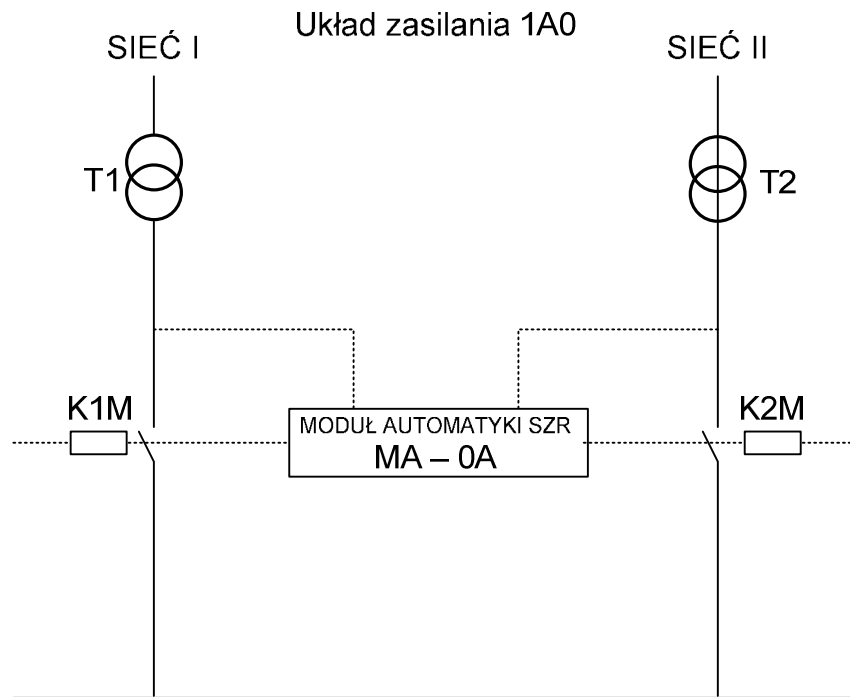 Układ zasilania 1A0
SIEĆ I
SIEĆ II
T1
T2
K1M
K2M
MODUŁ AUTOMATYKI SZR
MA – 0A